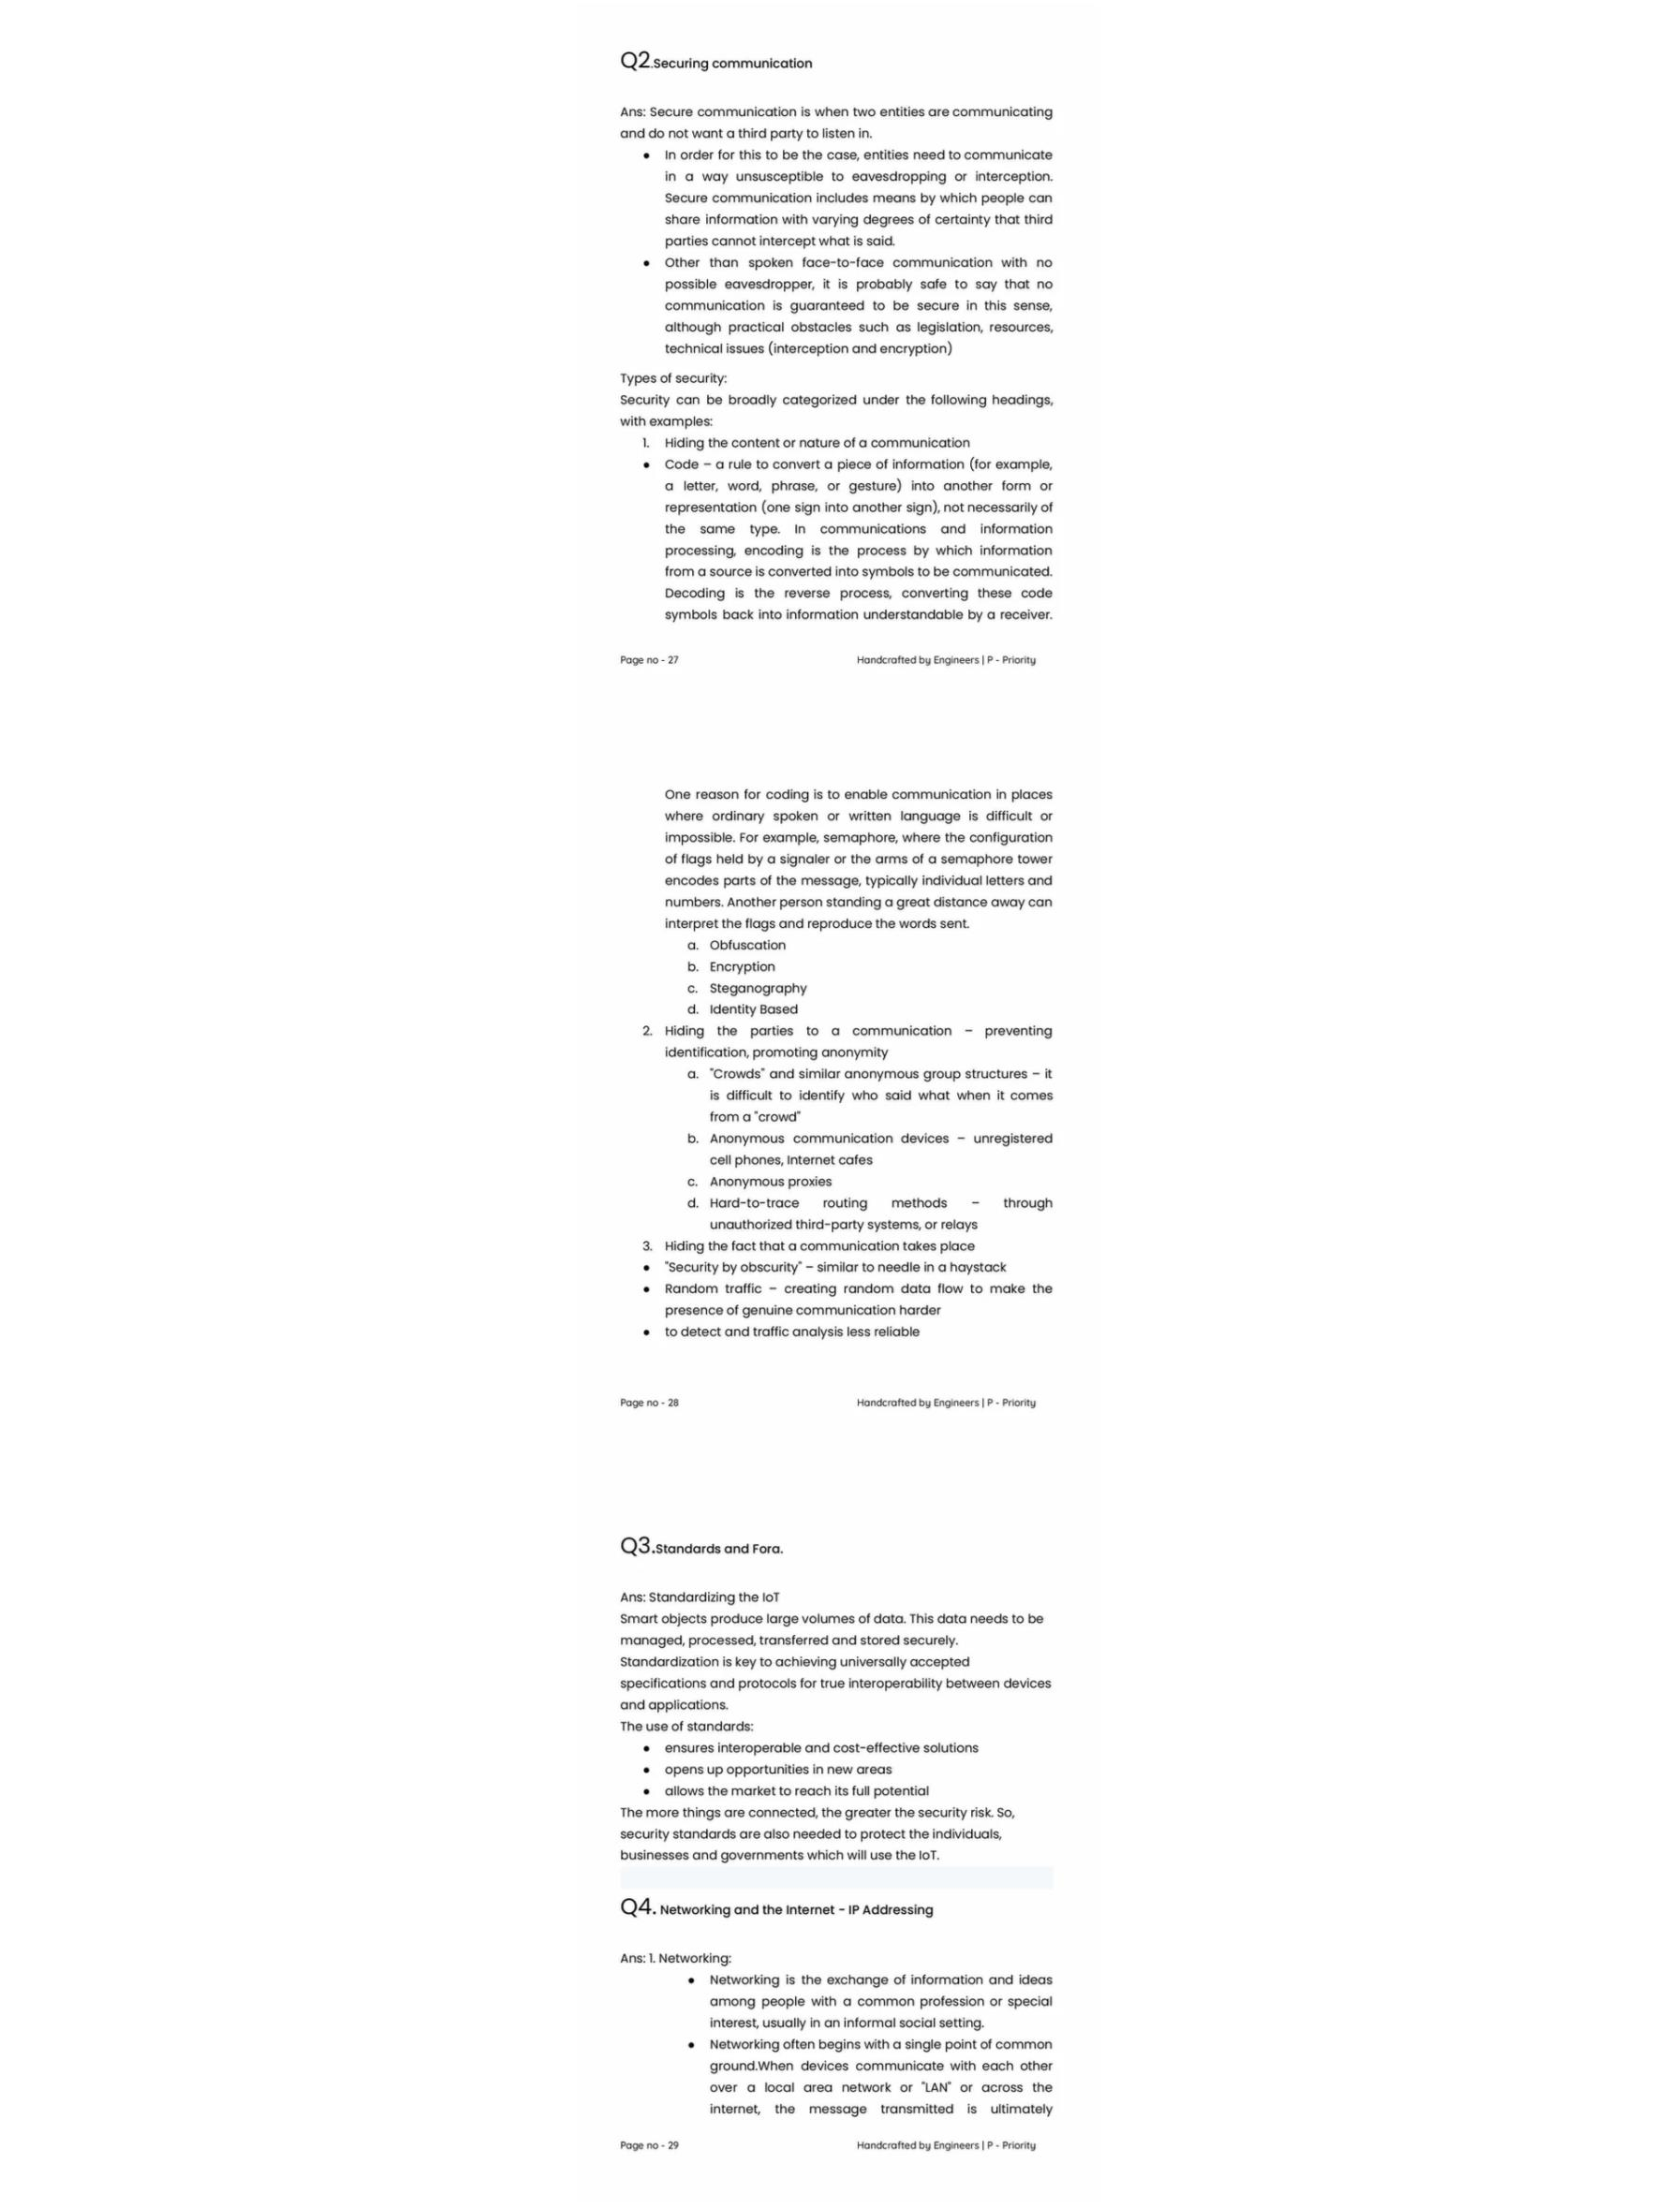 Q2.Securing communication
Ans: Secure communication is when two entities are communicating
and do not want a third party to listen in.
● In order for this to be the case, entities need to communicate
in a way unsusceptible to eavesdropping or interception.
Secure communication includes means by which people can
share information with varying degrees of certainty that third
parties cannot intercept what is said.
● Other than spoken face-to-face communication with no
possible eavesdropper, it is probably safe to say that no
communication is guaranteed to be secure in this sense,
although practical obstacles such as legislation, resources,
technical issues (interception and encryption)
Types of security:
Security can be broadly categorized under the following headings,
with examples:
1. Hiding the content or nature of a communication
● Code – a rule to convert a piece of information (for example,
a letter, word, phrase, or gesture) into another form or
representation (one sign into another sign), not necessarily of
the same type. In communications and information
processing, encoding is the process by which information
from a source is converted into symbols to be communicated.
Decoding is the reverse process, converting these code
symbols back into information understandable by a receiver.
Page no - 27 Handcrafted by Engineers | P - Priority
One reason for coding is to enable communication in places
where ordinary spoken or written language is difficult or
impossible. For example, semaphore, where the configuration
of flags held by a signaler or the arms of a semaphore tower
encodes parts of the message, typically individual letters and
numbers. Another person standing a great distance away can
interpret the flags and reproduce the words sent.
a. Obfuscation
b. Encryption
c. Steganography
d. Identity Based
2. Hiding the parties to a communication – preventing
identification, promoting anonymity
a. "Crowds" and similar anonymous group structures – it
is difficult to identify who said what when it comes
from a "crowd"
b. Anonymous communication devices – unregistered
cell phones, Internet cafes
c. Anonymous proxies
d. Hard-to-trace routing methods – through
unauthorized third-party systems, or relays
3. Hiding the fact that a communication takes place
● "Security by obscurity" – similar to needle in a haystack
● Random traffic – creating random data flow to make the
presence of genuine communication harder
● to detect and traffic analysis less reliable
Page no - 28 Handcrafted by Engineers | P - Priority
Q3.Standards and Fora.
Ans: Standardizing the IoT
Smart objects produce large volumes of data. This data needs to be
managed, processed, transferred and stored securely.
Standardization is key to achieving universally accepted
specifications and protocols for true interoperability between devices
and applications.
The use of standards:
● ensures interoperable and cost-effective solutions
● opens up opportunities in new areas
● allows the market to reach its full potential
The more things are connected, the greater the security risk. So,
security standards are also needed to protect the individuals,
businesses and governments which will use the IoT.
Q4. Networking and the Internet - IP Addressing
Ans: 1. Networking:
● Networking is the exchange of information and ideas
among people with a common profession or special
interest, usually in an informal social setting.
● Networking often begins with a single point of common
ground.When devices communicate with each other
over a local area network or "LAN" or across the
internet, the message transmitted is ultimately
Page no - 29 Handcrafted by Engineers | P - Priority